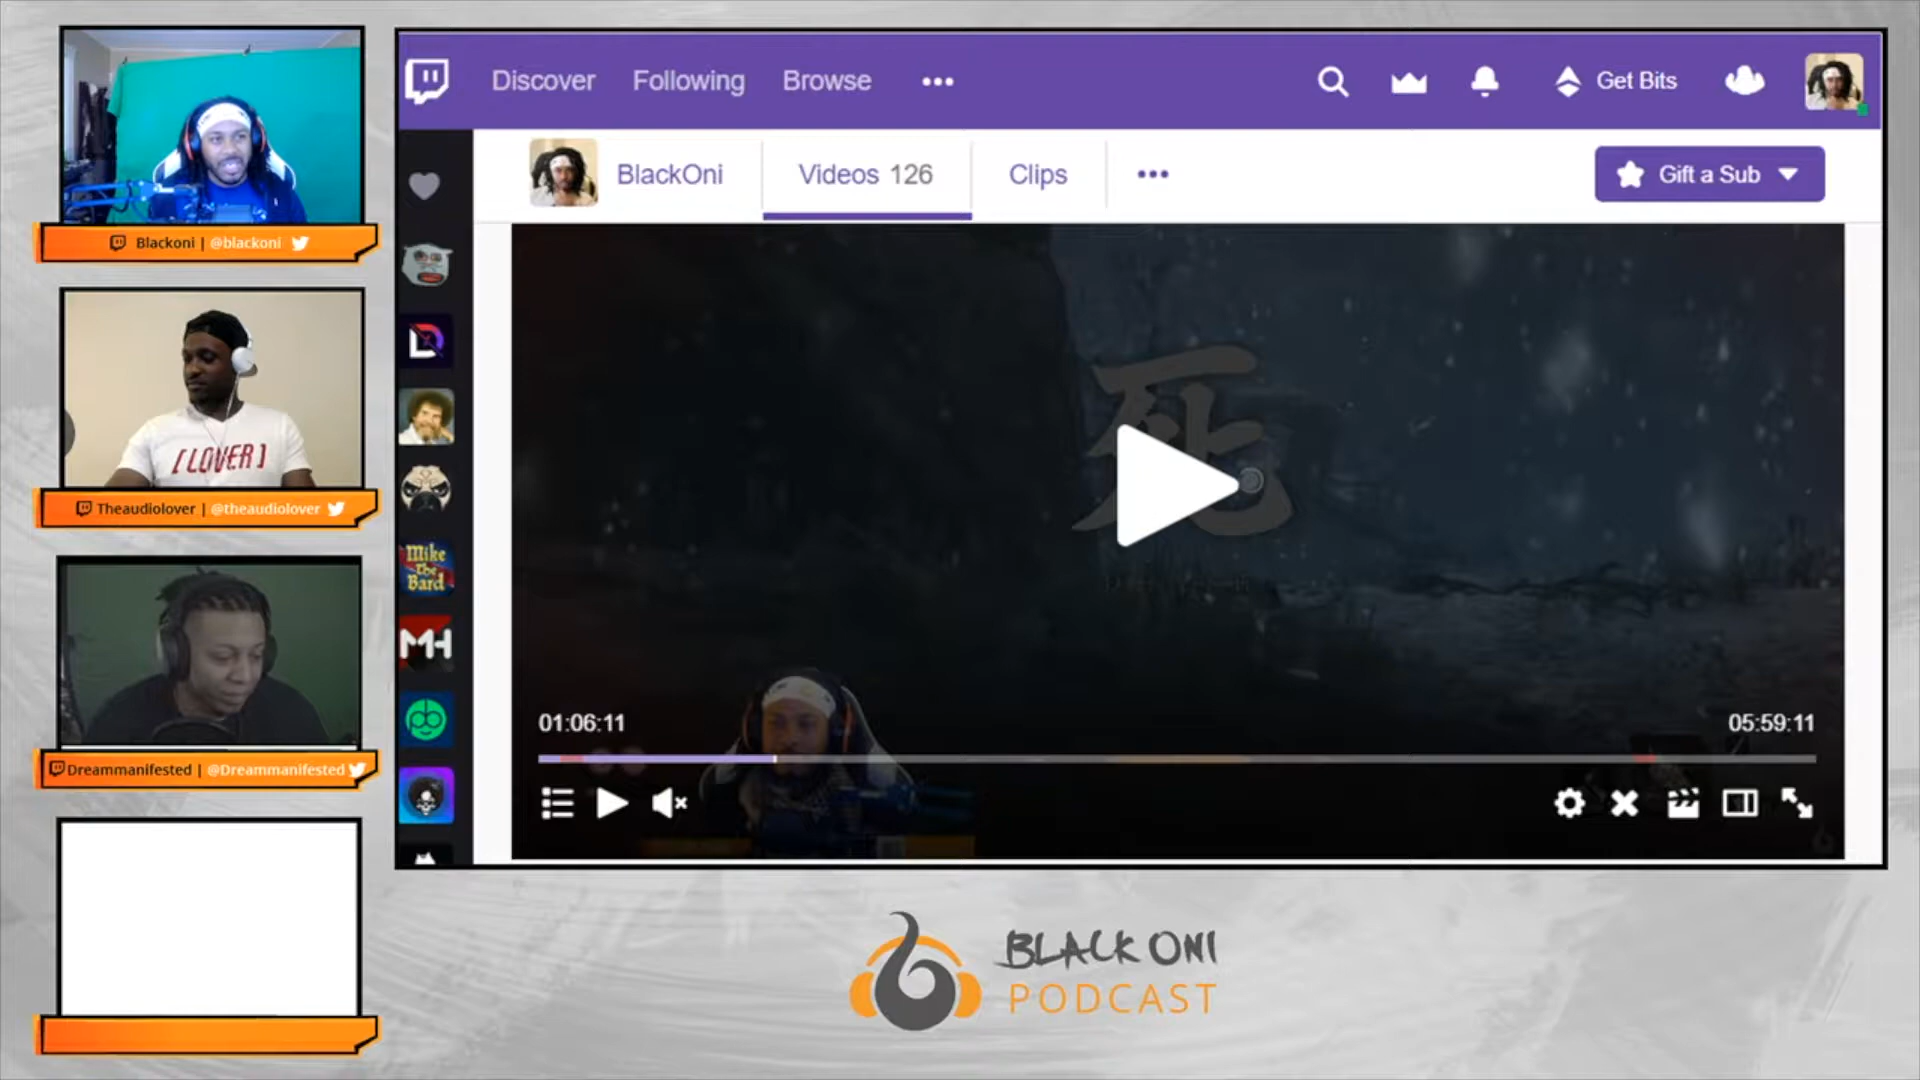 Discover Following Browse
Get Bits
BlackOni Videos 126 Clips
Gift a Sub
Blackoni | @blackoni
[LOVER]
Theaudiolover | @theaudiolover
Dreammanifested | @Dreammanifested
Mike
The
Bard
MH
死
01:06:11
05:59:11
BLACK ONI
PODCAST